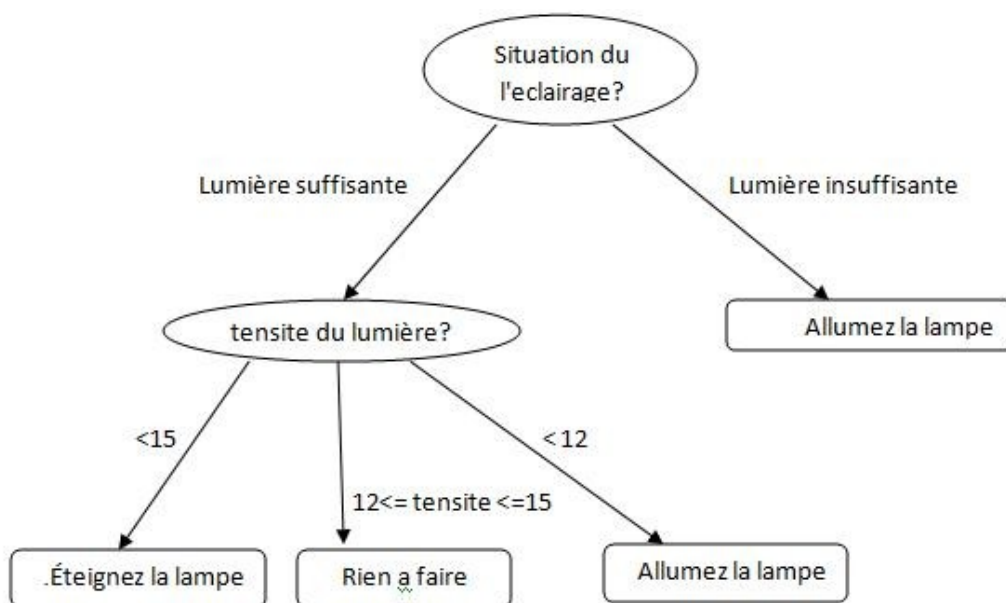 Situation du
l'eclairage?
Lumière suffisante
Lumière insuffisante
tensite du lumière?
Allumez la lampe
<15
< 12
12<= tensite <=15
.Éteignez la lampe
Rien a faire
Allumez la lampe